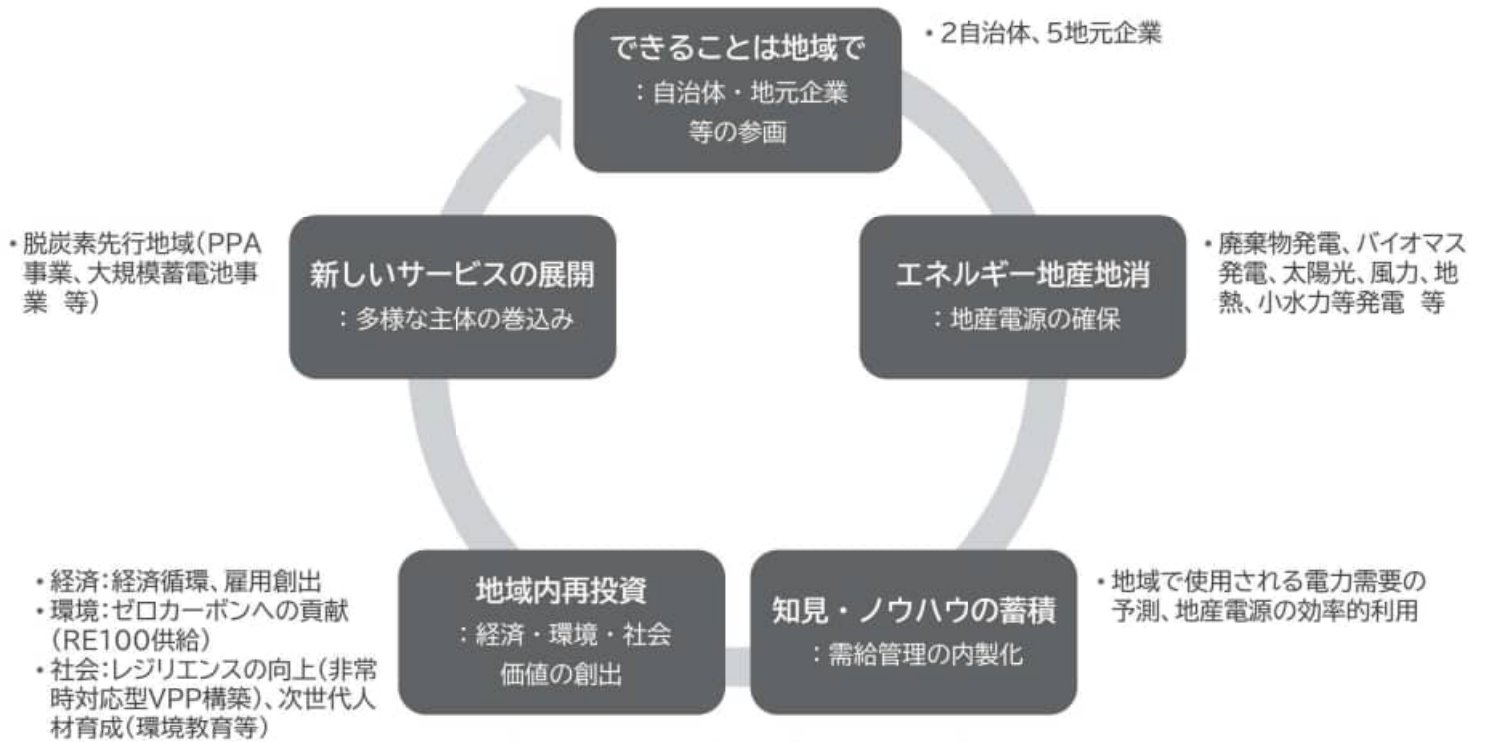 できることは地域で
：自治体・地元企業
等の参画
・2自治体、5地元企業
エネルギー地産地消
：地産電源の確保
・廃棄物発電、バイオマス
発電、太陽光、風力、地
熱、小水力等発電 等
知見・ノウハウの蓄積
：需給管理の内製化
・地域で使用される電力需要の
予測、地産電源の効率的利用
地域内再投資
：経済・環境・社会
価値の創出
・経済：経済循環、雇用創出
・環境：ゼロカーボンへの貢献
（RE100供給）
・社会：レジリエンスの向上（非常
時対応型VPP構築）、次世代人
材育成（環境教育等）
新しいサービスの展開
：多様な主体の巻込み
・脱炭素先行地域（PPA
事業、大規模蓄電池事
業 等）